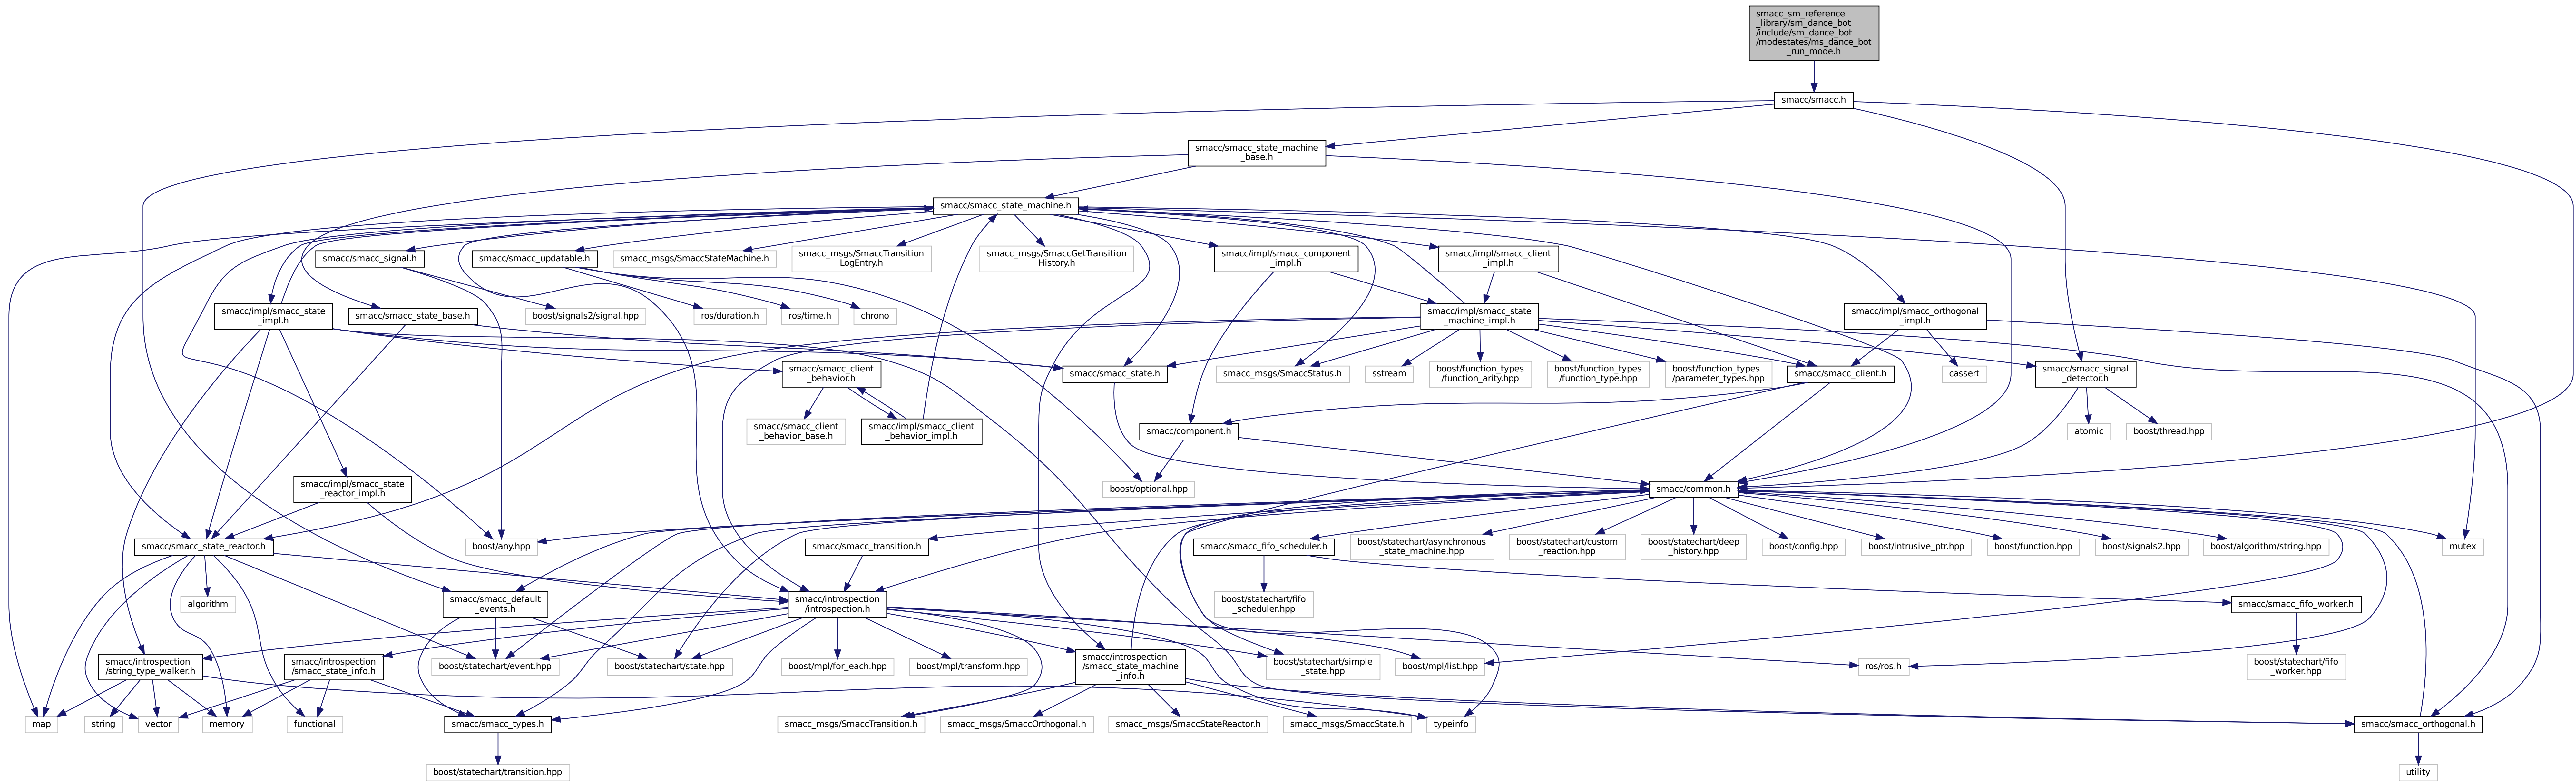 smacc_sm_reference
_library/sm_dance_bot
/include/sm_dance_bot
/modestates/ms_dance_bot
_run_mode.h
smacc/smacc.h
smacc/smacc_state_machine
_base.h
smacc/smacc_state_machine.h
smacc/smacc_signal.h
smacc/smacc_updatable.h
smacc_msgs/SmaccStateMachine.h
smacc_msgs/SmaccTransition
LogEntry.h
smacc_msgs/SmaccGetTransition
History.h
smacc/impl/smacc_component
_impl.h
smacc/impl/smacc_client
_impl.h
smacc/impl/smacc_state
_impl.h
smacc/smacc_state_base.h
boost/signals2/signal.hpp
ros/duration.h
ros/time.h
chrono
smacc/impl/smacc_state
_machine_impl.h
smacc/impl/smacc_orthogonal
_impl.h
smacc/smacc_client
_behavior.h
smacc/smacc_state.h
smacc_msgs/SmaccStatus.h
sstream
boost/function_types
/function_arity.hpp
boost/function_types
/function_type.hpp
boost/function_types
/parameter_types.hpp
smacc/smacc_client.h
cassert
smacc/smacc_signal
_detector.h
smacc/smacc_client
_behavior_base.h
smacc/impl/smacc_client
_behavior_impl.h
smacc/component.h
atomic
boost/thread.hpp
smacc/impl/smacc_state
_reactor_impl.h
boost/optional.hpp
smacc/common.h
smacc/smacc_state_reactor.h
boost/any.hpp
smacc/smacc_transition.h
smacc/smacc_fifo_scheduler.h
boost/statechart/asynchronous
_state_machine.hpp
boost/statechart/custom
_reaction.hpp
boost/statechart/deep
_history.hpp
boost/config.hpp
boost/intrusive_ptr.hpp
boost/function.hpp
boost/signals2.hpp
boost/algorithm/string.hpp
mutex
algorithm
smacc/smacc_default
_events.h
smacc/introspection
/introspection.h
boost/statechart/fifo
_scheduler.hpp
smacc/smacc_fifo_worker.h
smacc/introspection
/string_type_walker.h
smacc/introspection
/smacc_state_info.h
boost/statechart/event.hpp
boost/statechart/state.hpp
boost/mpl/for_each.hpp
boost/mpl/transform.hpp
smacc/introspection
/smacc_state_machine
_info.h
boost/statechart/simple
_state.hpp
boost/mpl/list.hpp
ros/ros.h
boost/statechart/fifo
_worker.hpp
map
string
vector
memory
functional
smacc/smacc_types.h
smacc_msgs/SmaccTransition.h
smacc_msgs/SmaccOrthogonal.h
smacc_msgs/SmaccStateReactor.h
smacc_msgs/SmaccState.h
typeinfo
smacc/smacc_orthogonal.h
boost/statechart/transition.hpp
utility